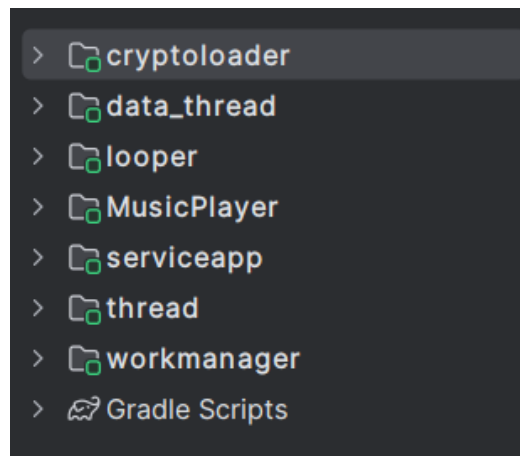 cryptoloader
data_thread
looper
MusicPlayer
serviceapp
thread
workmanager
Gradle Scripts